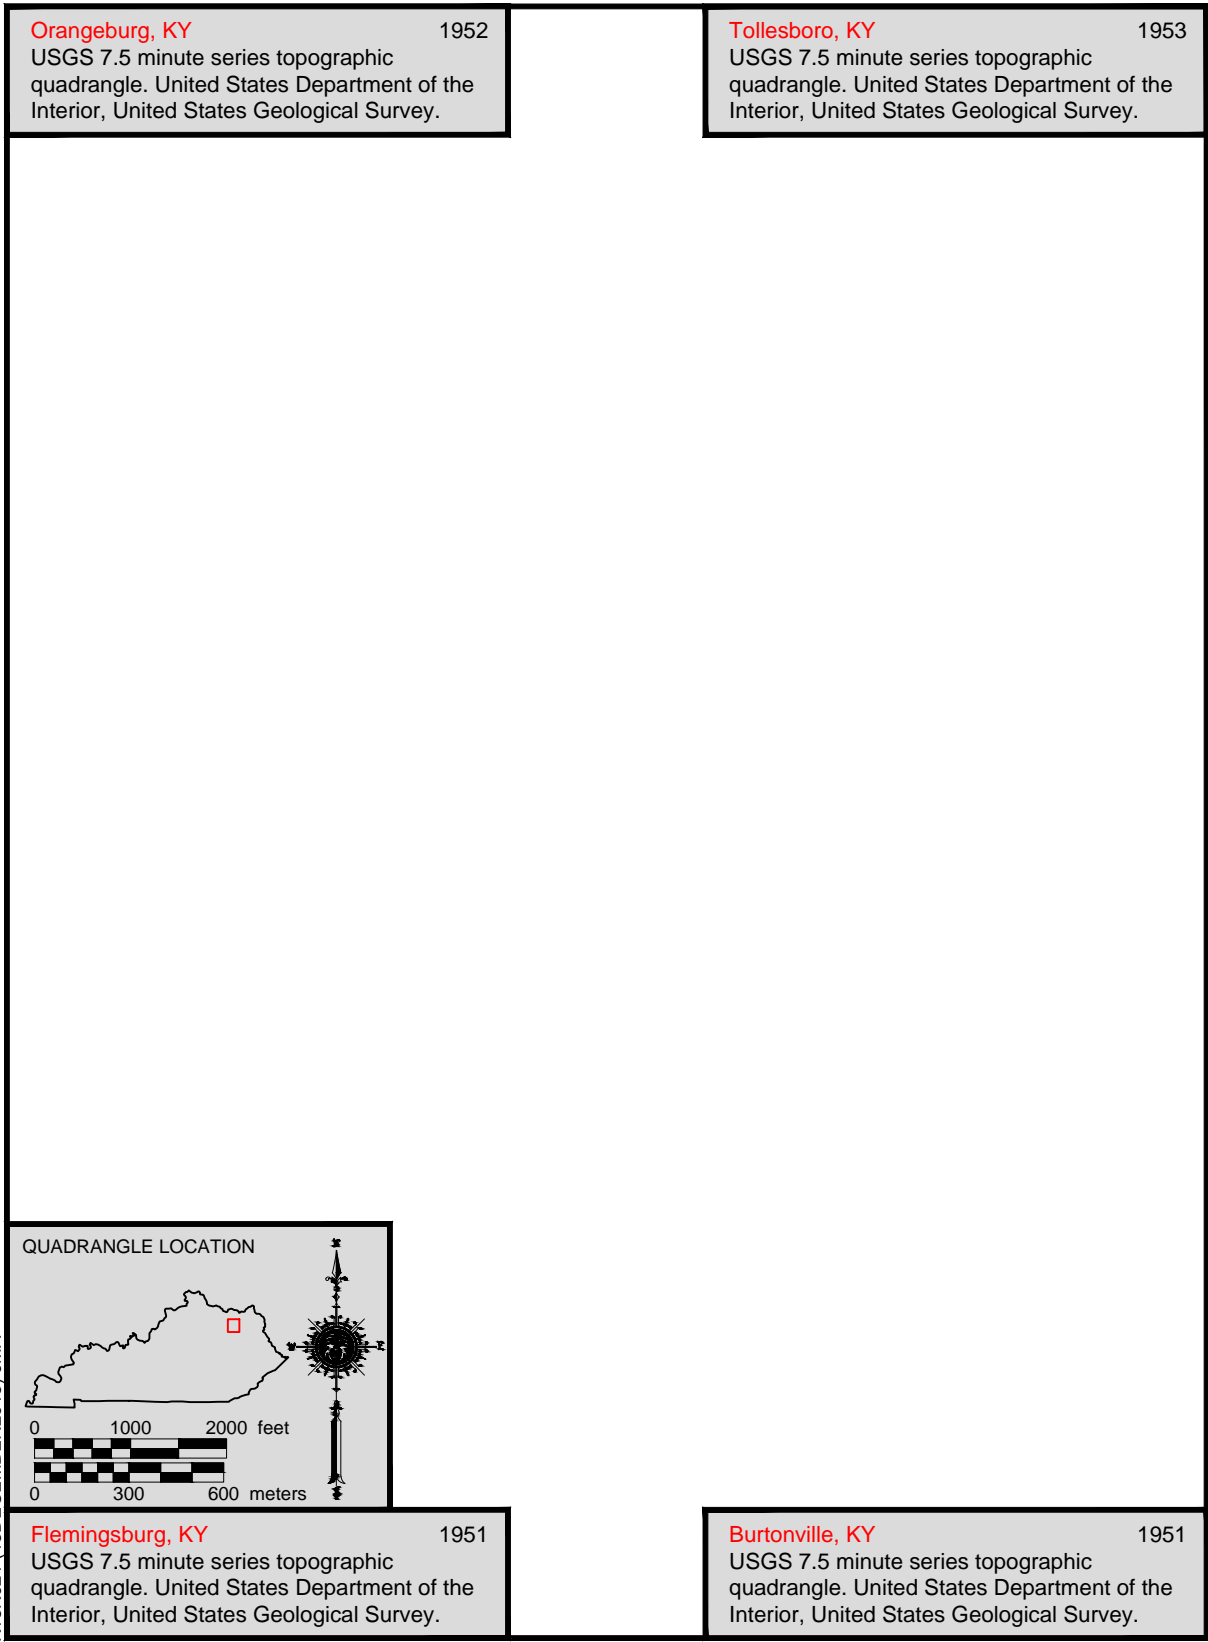 Orangeburg, KY 1952
USGS 7.5 minute series topographic
quadrangle. United States Department of the
Interior, United States Geological Survey.
Tollesboro, KY 1953
USGS 7.5 minute series topographic
quadrangle. United States Department of the
Interior, United States Geological Survey.
QUADRANGLE LOCATION
0 1000 2000 feet
0 300 600 meters
Flemingsburg, KY 1951
USGS 7.5 minute series topographic
quadrangle. United States Department of the
Interior, United States Geological Survey.
Burtonville, KY 1951
USGS 7.5 minute series topographic
quadrangle. United States Department of the
Interior, United States Geological Survey.